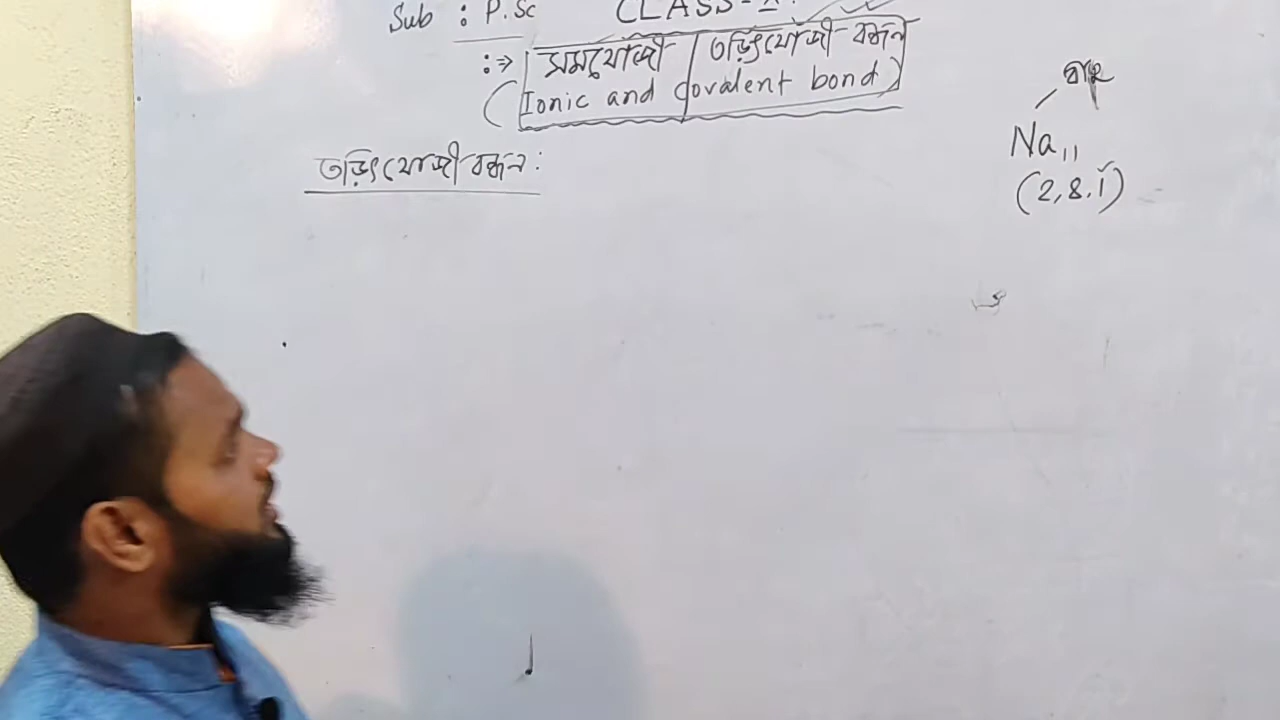 Sub : P.Sc CLASS-X.
:⇒ সমযোজী / তড়িৎযোজী বন্ধন
(Ionic and covalent bond)
তড়িৎযোজী বন্ধন :
Na₁₁
(2,8,1)